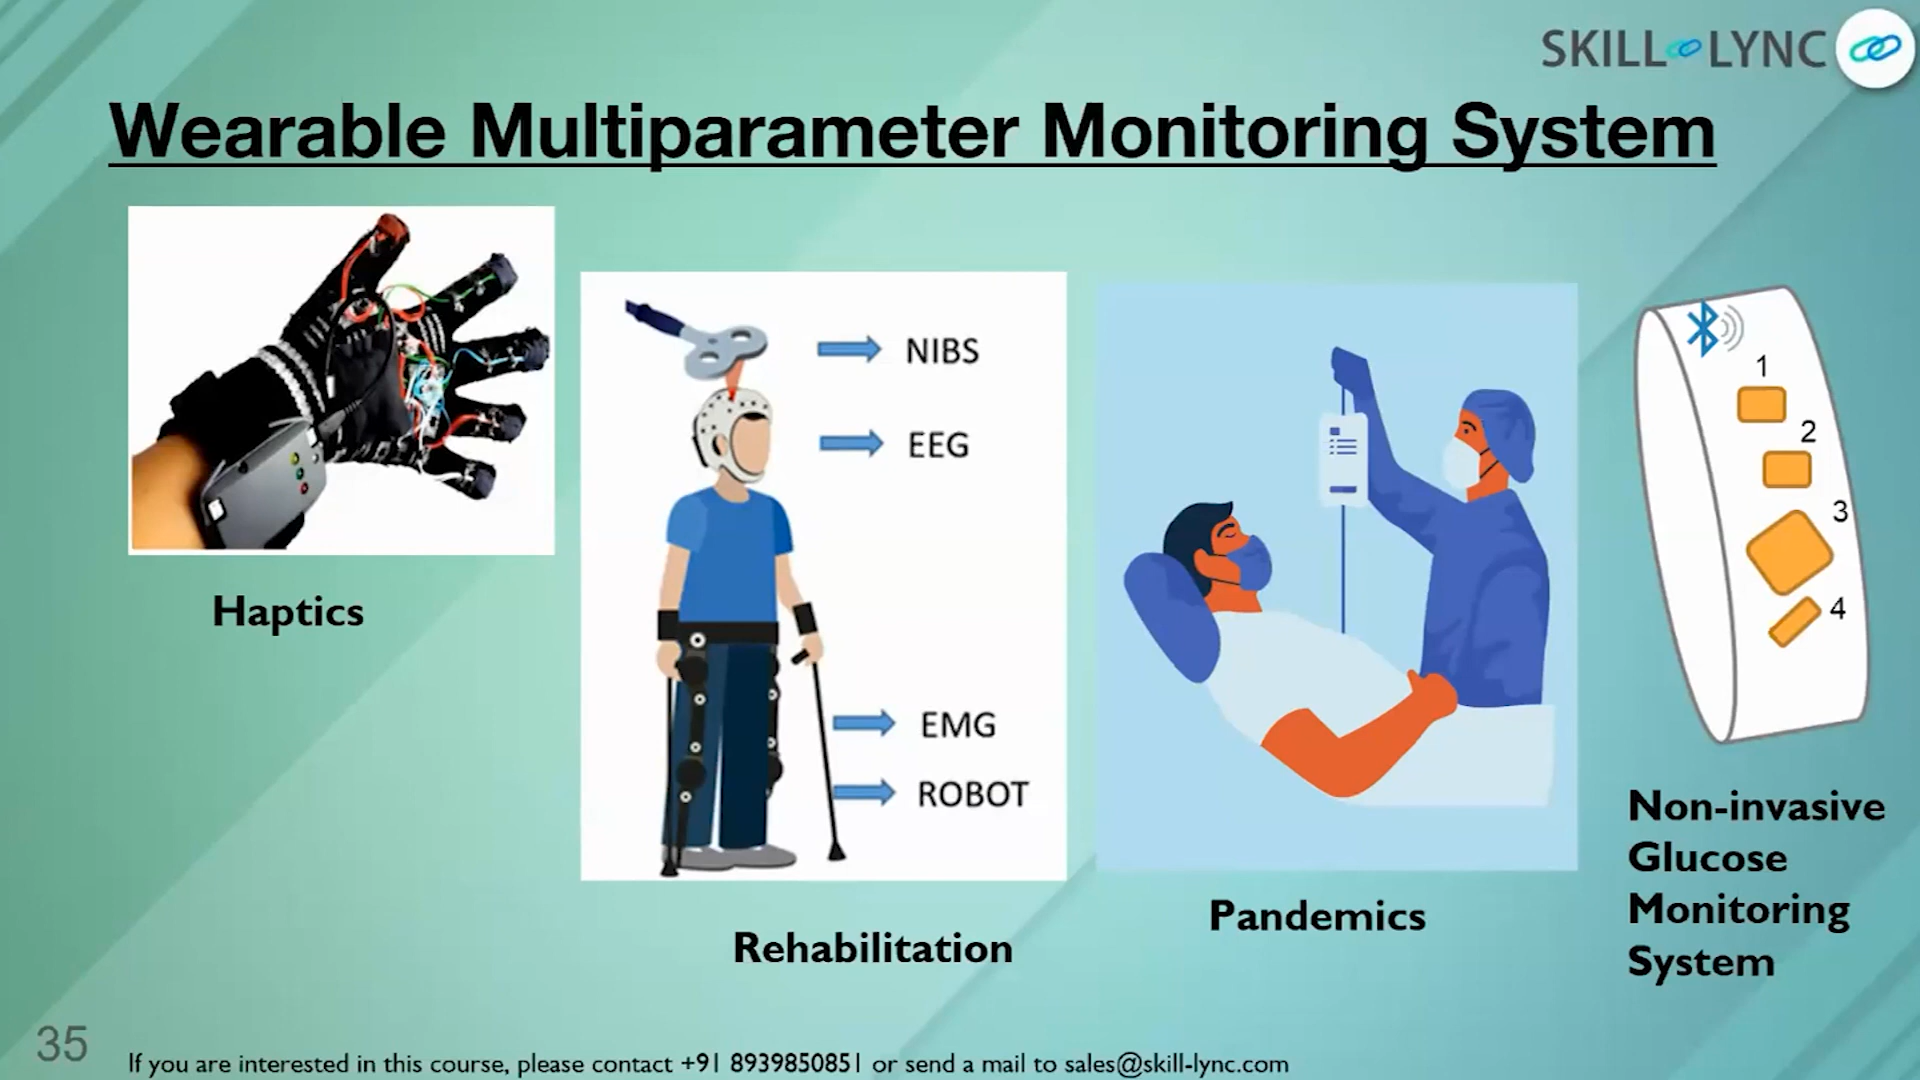 SKILL LYNC
Wearable Multiparameter Monitoring System
Haptics
NIBS
EEG
EMG
ROBOT
Rehabilitation
Pandemics
1
2
3
4
Non-invasive
Glucose
Monitoring
System
35
If you are interested in this course, please contact +91 8939850851 or send a mail to sales@skill-lync.com